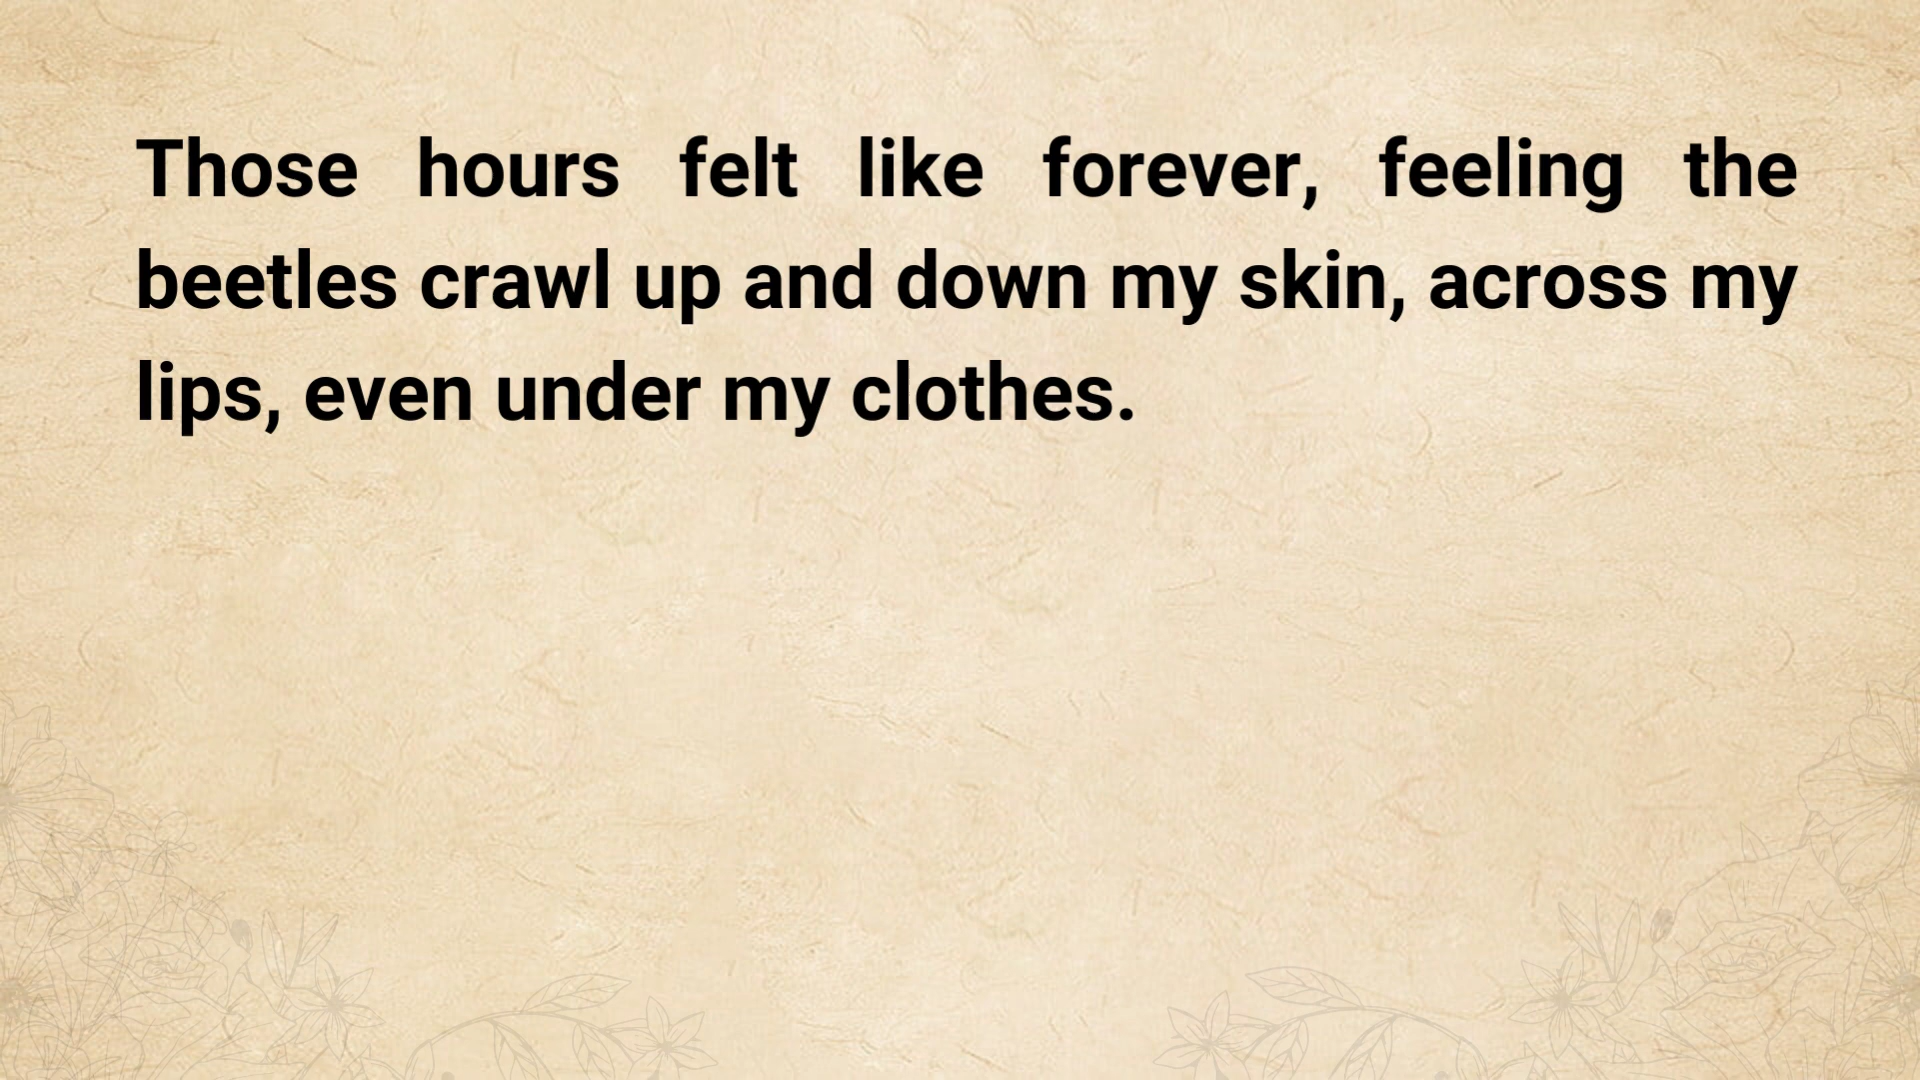 Those hours felt like forever, feeling the
beetles crawl up and down my skin, across my
lips, even under my clothes.